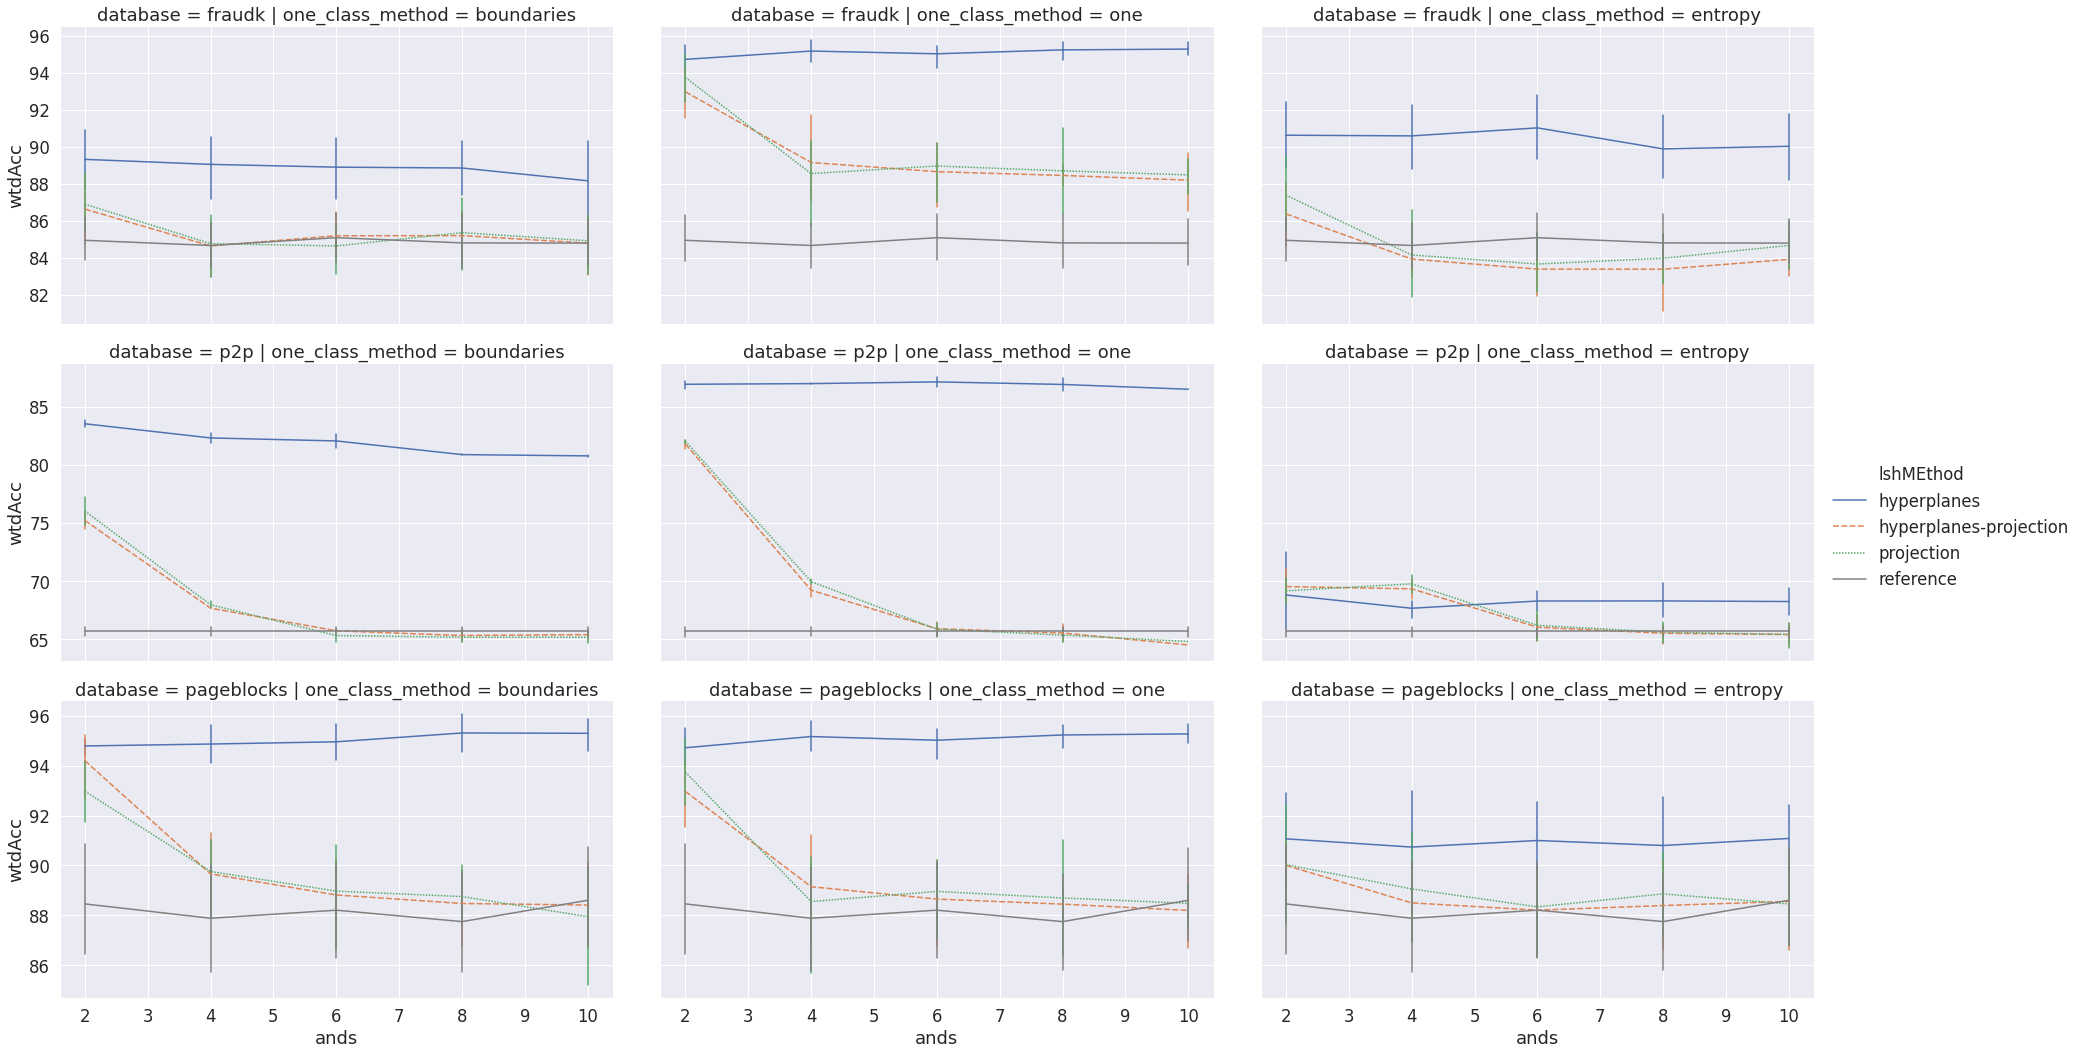 database = fraudk | one_class_method = boundaries
database = fraudk | one_class_method = one
database = fraudk | one_class_method = entropy
96
94
92
90
88
86
84
82
wtdAcc
database = p2p | one_class_method = boundaries
database = p2p | one_class_method = one
database = p2p | one_class_method = entropy
85
80
75
70
65
wtdAcc
lshMEthod
hyperplanes
hyperplanes-projection
projection
reference
database = pageblocks | one_class_method = boundaries
database = pageblocks | one_class_method = one
database = pageblocks | one_class_method = entropy
96
94
92
90
88
86
wtdAcc
2 3 4 5 6 7 8 9 10
ands
2 3 4 5 6 7 8 9 10
ands
2 3 4 5 6 7 8 9 10
ands